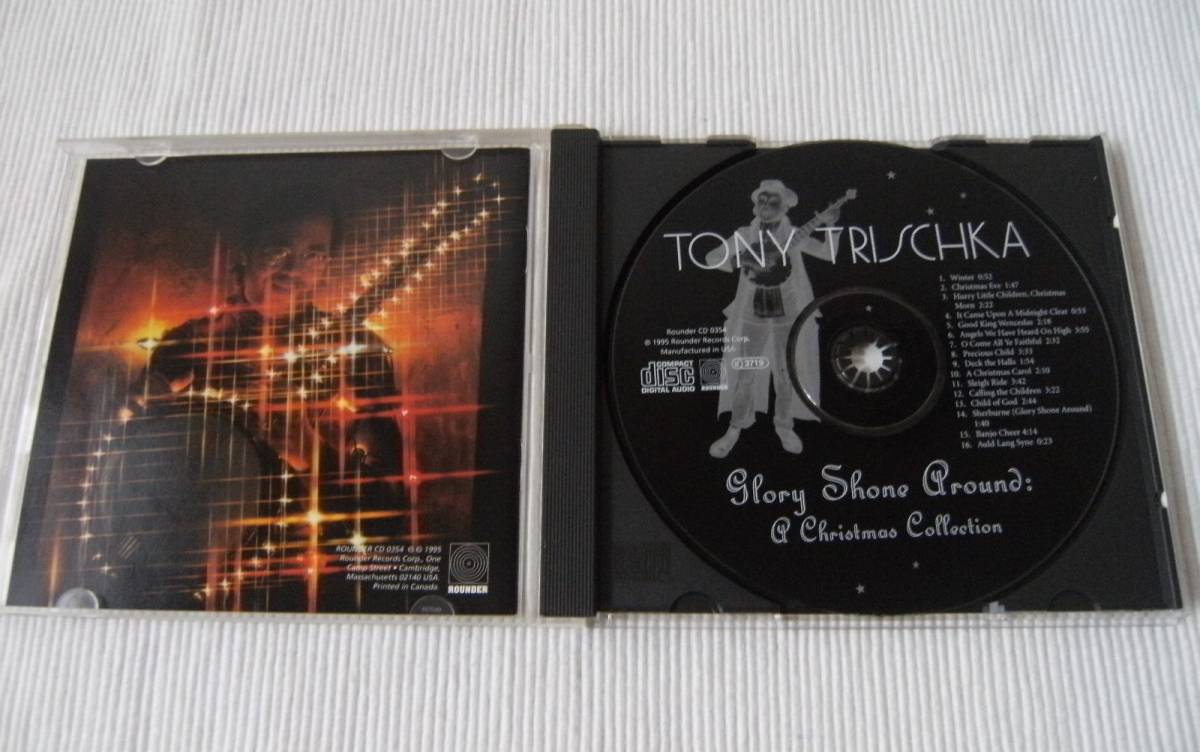 ROUNDER CD 0354 ℗ © 1995
Rounder Records Corp., One
Camp Street • Cambridge,
Massachusetts 02140 USA.
Printed in Canada.
ROUNDER
TONY TRISCHKA
1. Winter 0:52
2. Christmas Eve 1:47
3. Hurry Little Children, Christmas
Morn 2:22
4. It Came Upon A Midnight Clear 0:55
5. Good King Wenceslas 2:18
6. Angels We Have Heard On High 3:55
7. O Come All Ye Faithful 2:32
8. Precious Child 3:33
9. Deck the Halls 1:54
10. A Christmas Carol 2:10
11. Sleigh Ride 3:42
12. Calling the Children 3:22
13. Child of God 2:44
14. Sherburne (Glory Shone Around)
1:40
15. Banjo Cheer 4:14
16. Auld Lang Syne 0:23
Rounder CD 0354
℗ 1995 Rounder Records Corp.
Manufactured in USA
COMPACT
disc
DIGITAL AUDIO
ROUNDER
3719
Glory Shone Around:
A Christmas Collection